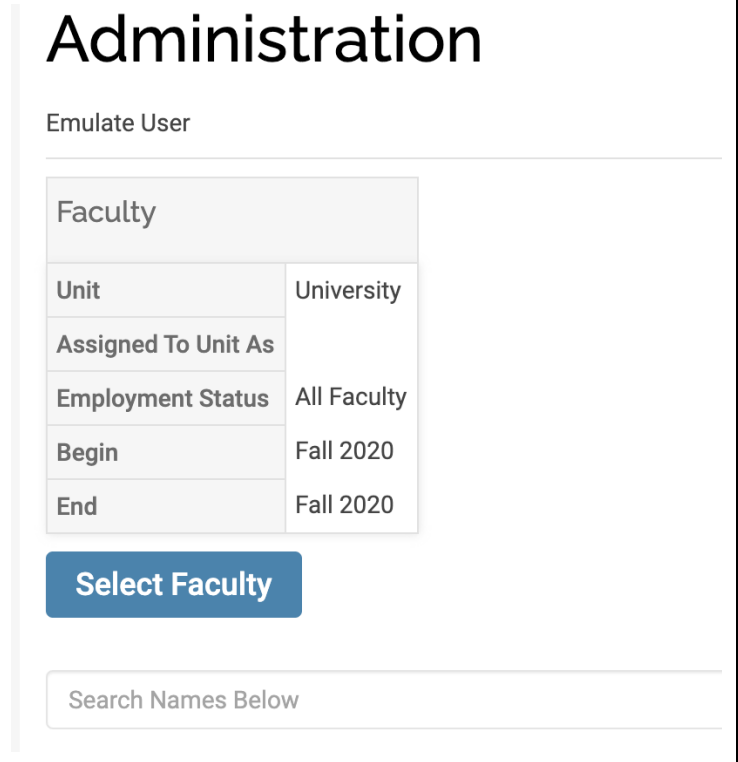 Administration
Emulate User
Faculty
Unit University
Assigned To Unit As
Employment Status All Faculty
Begin Fall 2020
End Fall 2020
Select Faculty
Search Names Below